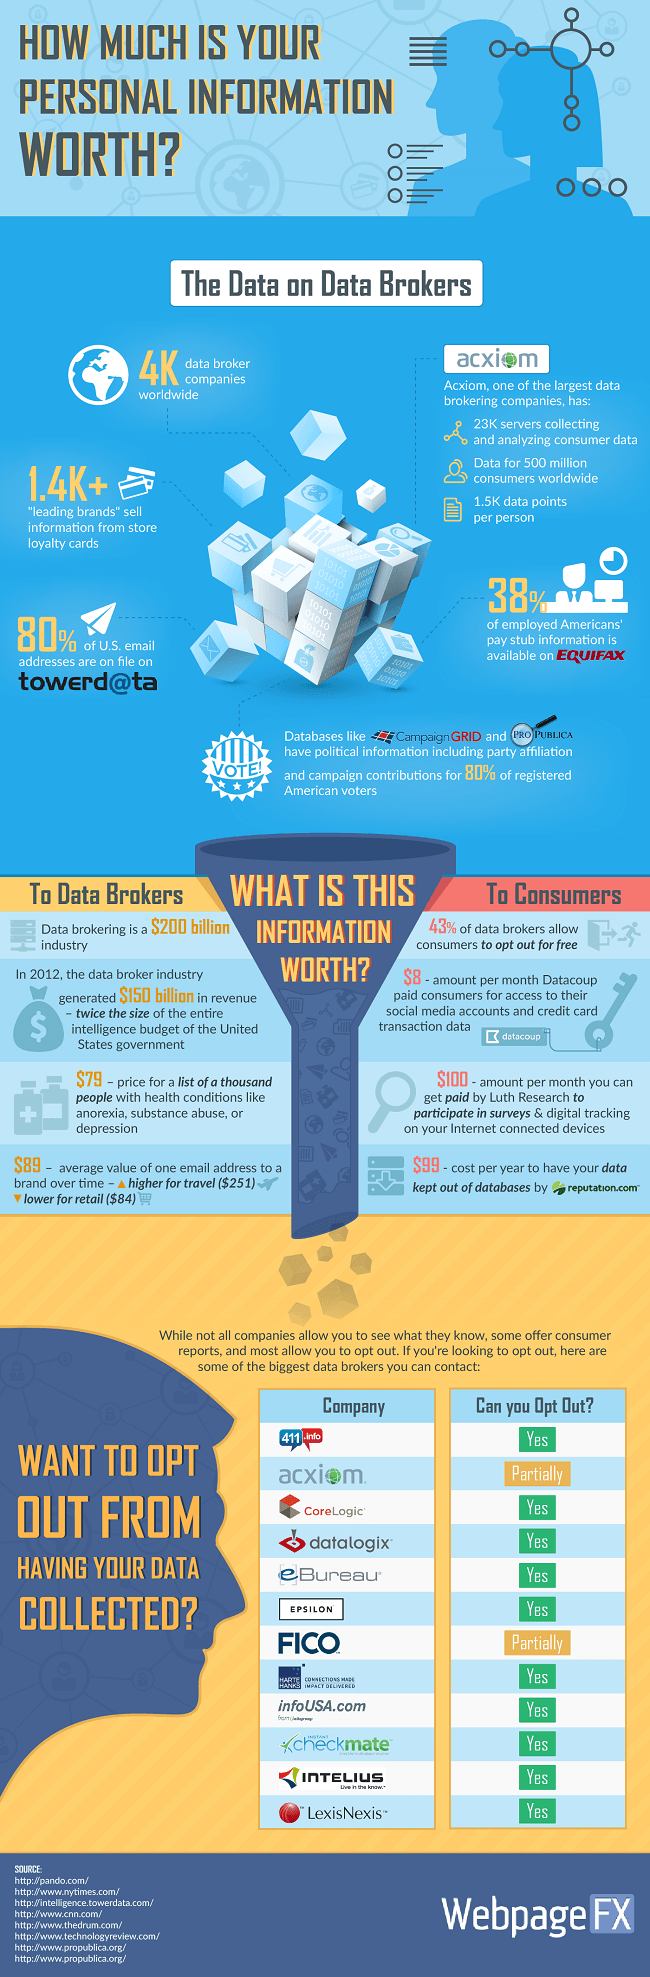 HOW MUCH IS YOUR
PERSONAL INFORMATION
WORTH?
The Data on Data Brokers
4K data broker
companies
worldwide
1.4K+
"leading brands" sell
information from store
loyalty cards
80% of U.S. email
addresses are on file on
towerd@ta
acxiom
Acxiom, one of the largest data
brokering companies, has:
23K servers collecting
and analyzing consumer data
Data for 500 million
consumers worldwide
1.5K data points
per person
38%
of employed Americans'
pay stub information is
available on EQUIFAX
VOTE!
Databases like CampaignGRID and PROPUBLICA
have political information including party affiliation
and campaign contributions for 80% of registered
American voters
WHAT IS THIS
INFORMATION
WORTH?
To Data Brokers
Data brokering is a $200 billion
industry
In 2012, the data broker industry
generated $150 billion in revenue
– twice the size of the entire
intelligence budget of the United
States government
$79 – price for a list of a thousand
people with health conditions like
anorexia, substance abuse, or
depression
$89 – average value of one email address to a
brand over time – ▲ higher for travel ($251)
▼ lower for retail ($84)
To Consumers
43% of data brokers allow
consumers to opt out for free
$8 - amount per month Datacoup
paid consumers for access to their
social media accounts and credit card
transaction data
datacoup
$100 - amount per month you can
get paid by Luth Research to
participate in surveys & digital tracking
on your Internet connected devices
$99 - cost per year to have your data
kept out of databases by reputation.com
While not all companies allow you to see what they know, some offer consumer
reports, and most allow you to opt out. If you're looking to opt out, here are
some of the biggest data brokers you can contact:
WANT TO OPT
OUT FROM
HAVING YOUR DATA
COLLECTED?
Company Can you Opt Out?
411.info Yes
acxiom. Partially
CoreLogic Yes
datalogix Yes
eBureau Yes
EPSILON Yes
FICO Partially
HARTE HANKS CONNECTIONS MADE IMPACT DELIVERED Yes
infoUSA.com Yes
INSTANT checkmate Yes
INTELIUS Live in the know. Yes
LexisNexis Yes
SOURCE:
http://pando.com/
http://www.nytimes.com/
http://intelligence.towerdata.com/
http://www.cnn.com/
http://www.thedrum.com/
http://www.technologyreview.com/
http://www.propublica.org/
http://www.propublica.org/
WebpageFX